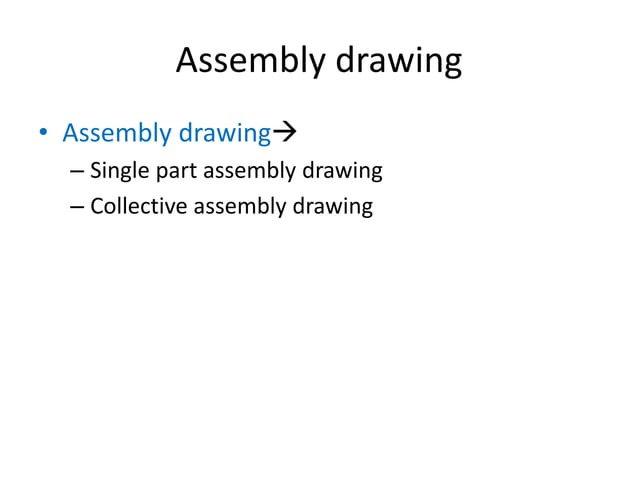 Assembly drawing
• Assembly drawing→
– Single part assembly drawing
– Collective assembly drawing